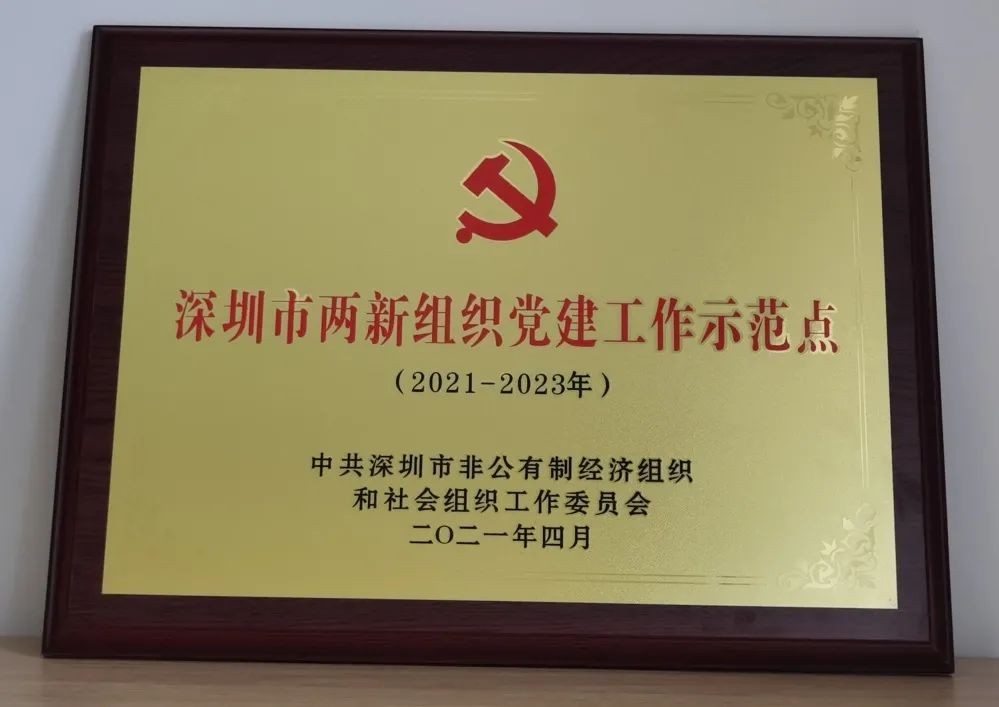 深圳市两新组织党建工作示范点
（2021-2023年）
中共深圳市非公有制经济组织
和社会组织工作委员会
二〇二一年四月